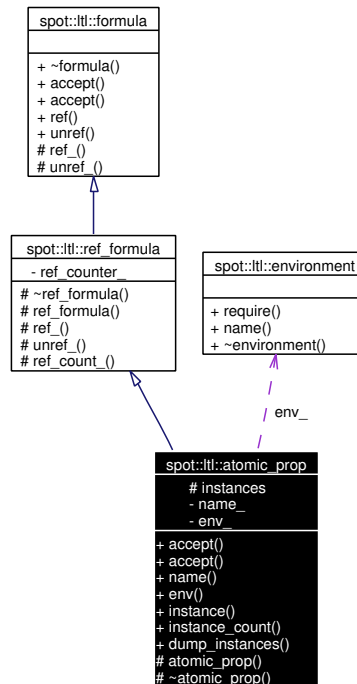 spot::ltl::formula
+ ~formula()
+ accept()
+ accept()
+ ref()
+ unref()
# ref_()
# unref_()
spot::ltl::ref_formula
- ref_counter_
# ~ref_formula()
# ref_formula()
# ref_()
# unref_()
# ref_count_()
spot::ltl::environment
+ require()
+ name()
+ ~environment()
env_
spot::ltl::atomic_prop
# instances
- name_
- env_
+ accept()
+ accept()
+ name()
+ env()
+ instance()
+ instance_count()
+ dump_instances()
# atomic_prop()
# ~atomic_prop()